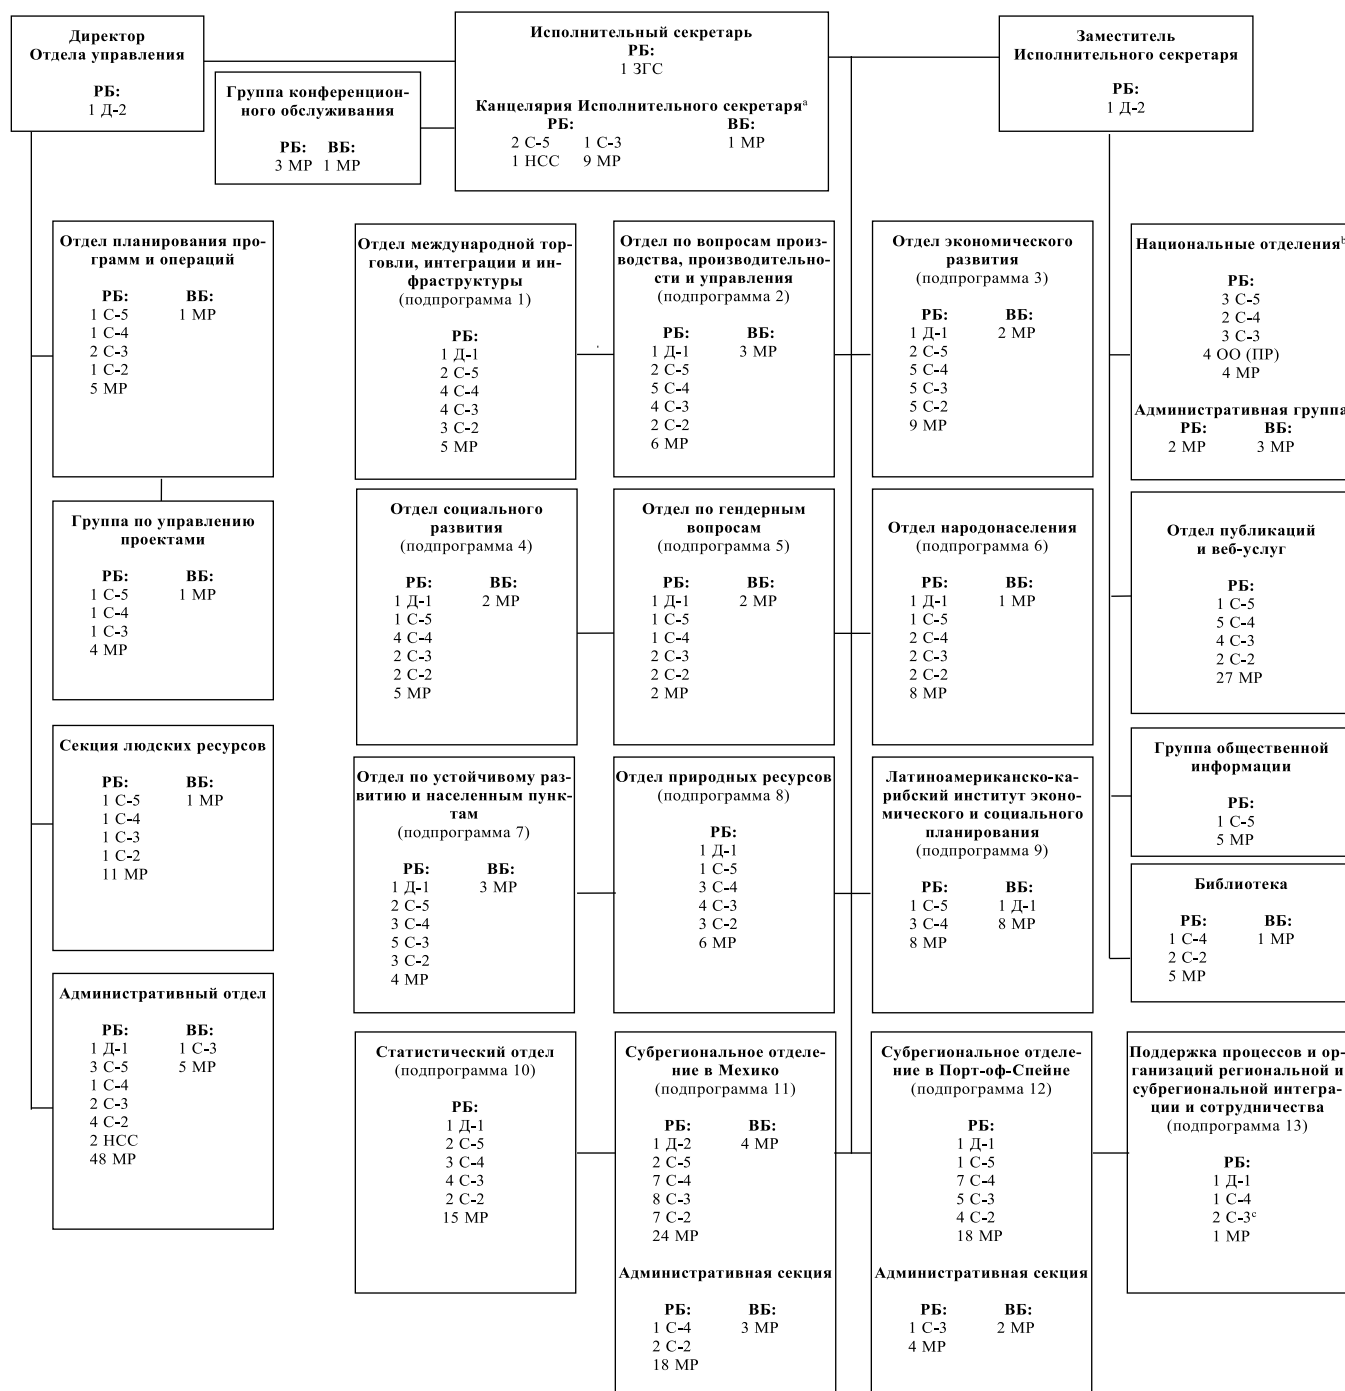 Директор
Отдела управления
РБ:
1 Д-2
Исполнительный секретарь
РБ:
1 ЗГС
Канцелярия Исполнительного секретаряᵃ
РБ: ВБ:
2 С-5 1 С-3 1 МР
1 НСС 9 МР
Заместитель
Исполнительного секретаря
РБ:
1 Д-2
Группа конференцион-
ного обслуживания
РБ: ВБ:
3 МР 1 МР
Отдел планирования про-
грамм и операций
РБ: ВБ:
1 С-5 1 МР
1 С-4
2 С-3
1 С-2
5 МР
Отдел международной тор-
говли, интеграции и ин-
фраструктуры
(подпрограмма 1)
РБ:
1 Д-1
2 С-5
4 С-4
4 С-3
3 С-2
5 МР
Отдел по вопросам произ-
водства, производительно-
сти и управления
(подпрограмма 2)
РБ: ВБ:
1 Д-1 3 МР
2 С-5
5 С-4
4 С-3
2 С-2
6 МР
Отдел экономического
развития
(подпрограмма 3)
РБ: ВБ:
1 Д-1 2 МР
2 С-5
5 С-4
5 С-3
5 С-2
9 МР
Национальные отделенияᵇ
РБ:
3 С-5
2 С-4
3 С-3
4 ОО (ПР)
4 МР
Административная группа
РБ: ВБ:
2 МР 3 МР
Группа по управлению
проектами
РБ: ВБ:
1 С-5 1 МР
1 С-4
1 С-3
4 МР
Отдел социального
развития
(подпрограмма 4)
РБ: ВБ:
1 Д-1 2 МР
1 С-5
4 С-4
2 С-3
2 С-2
5 МР
Отдел по гендерным
вопросам
(подпрограмма 5)
РБ: ВБ:
1 Д-1 2 МР
1 С-5
1 С-4
2 С-3
2 С-2
2 МР
Отдел народонаселения
(подпрограмма 6)
РБ: ВБ:
1 Д-1 1 МР
1 С-5
2 С-4
2 С-3
2 С-2
8 МР
Отдел публикаций
и веб-услуг
РБ:
1 С-5
5 С-4
4 С-3
2 С-2
27 МР
Секция людских ресурсов
РБ: ВБ:
1 С-5 1 МР
1 С-4
1 С-3
1 С-2
11 МР
Отдел по устойчивому раз-
витию и населенным пунк-
там
(подпрограмма 7)
РБ: ВБ:
1 Д-1 3 МР
2 С-5
3 С-4
5 С-3
3 С-2
4 МР
Отдел природных ресурсов
(подпрограмма 8)
РБ:
1 Д-1
1 С-5
3 С-4
4 С-3
3 С-2
6 МР
Латиноамериканско-ка-
рибский институт эконо-
мического и социального
планирования
(подпрограмма 9)
РБ: ВБ:
1 С-5 1 Д-1
3 С-4 8 МР
8 МР
Группа общественной
информации
РБ:
1 С-5
5 МР
Библиотека
РБ: ВБ:
1 С-4 1 МР
2 С-2
5 МР
Административный отдел
РБ: ВБ:
1 Д-1 1 С-3
3 С-5 5 МР
1 С-4
2 С-3
4 С-2
2 НСС
48 МР
Статистический отдел
(подпрограмма 10)
РБ:
1 Д-1
2 С-5
3 С-4
4 С-3
2 С-2
15 МР
Субрегиональное отделе-
ние в Мехико
(подпрограмма 11)
РБ: ВБ:
1 Д-2 4 МР
2 С-5
7 С-4
8 С-3
7 С-2
24 МР
Административная секция
РБ: ВБ:
1 С-4 3 МР
2 С-2
18 МР
Субрегиональное отделе-
ние в Порт-оф-Спейне
(подпрограмма 12)
РБ:
1 Д-1
1 С-5
7 С-4
5 С-3
4 С-2
18 МР
Административная секция
РБ: ВБ:
1 С-3 2 МР
4 МР
Поддержка процессов и ор-
ганизаций региональной и
субрегиональной интегра-
ции и сотрудничества
(подпрограмма 13)
РБ:
1 Д-1
1 С-4
2 С-3ᶜ
1 МР